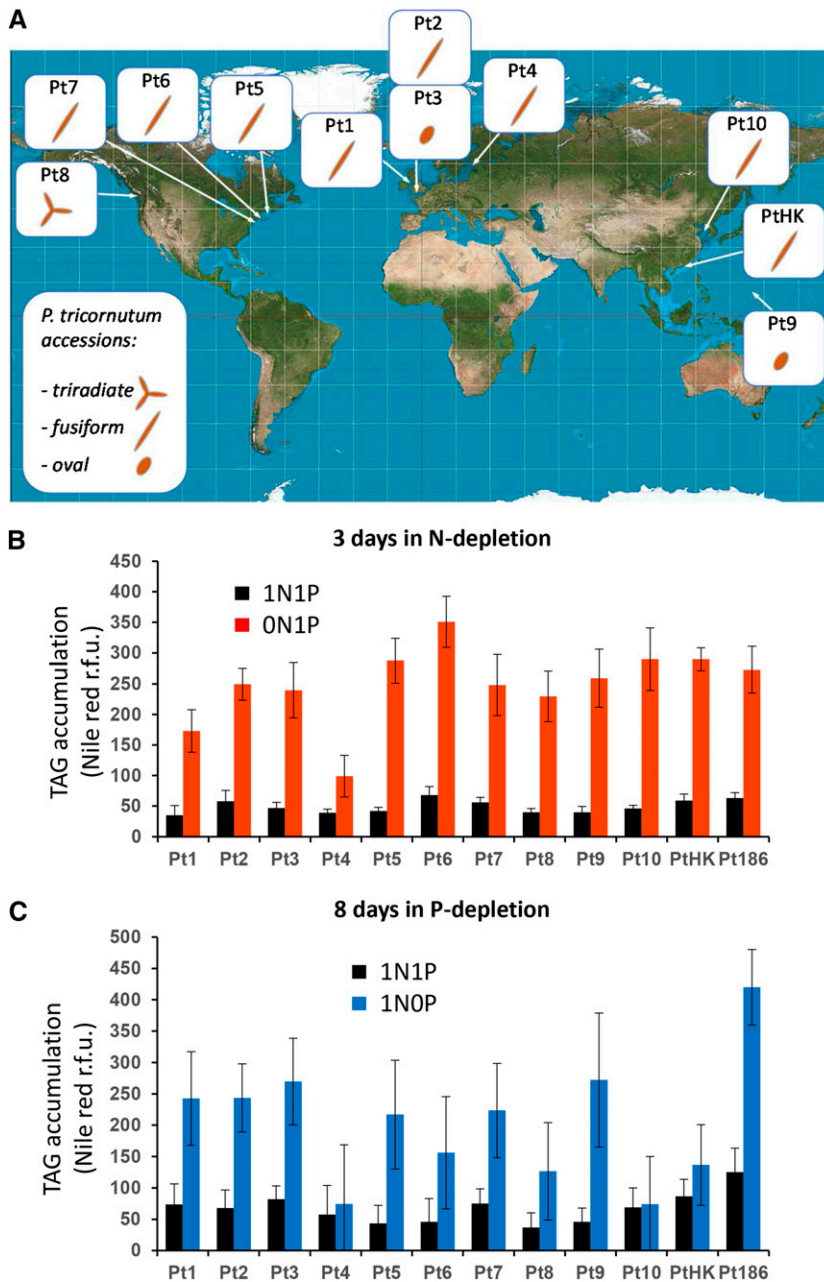 A
Pt2
Pt7
Pt6
Pt5
Pt3
Pt4
Pt1
Pt10
Pt8
PtHK
Pt9
P. tricornutum
accessions:
- triradiate
- fusiform
- oval
B
3 days in N-depletion
450
400
350
300
250
200
150
100
50
0
TAG accumulation
(Nile red r.f.u.)
1N1P
0N1P
Pt1 Pt2 Pt3 Pt4 Pt5 Pt6 Pt7 Pt8 Pt9 Pt10 PtHK Pt186
C
8 days in P-depletion
500
450
400
350
300
250
200
150
100
50
0
TAG accumulation
(Nile red r.f.u.)
1N1P
1N0P
Pt1 Pt2 Pt3 Pt4 Pt5 Pt6 Pt7 Pt8 Pt9 Pt10 PtHK Pt186